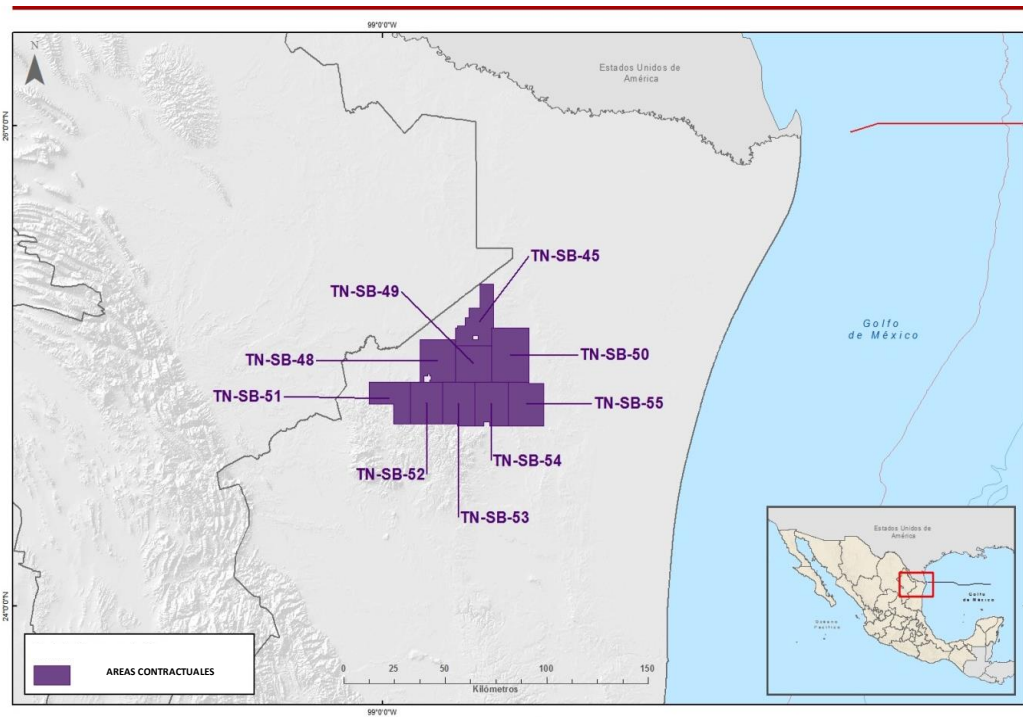 99°0'0"W
N
Estados Unidos de
América
26°0'0"N
TN-SB-45
TN-SB-49
Golfo
de México
TN-SB-48
TN-SB-50
TN-SB-51
TN-SB-55
TN-SB-54
TN-SB-52
TN-SB-53
Estados Unidos de
América
Golfo
de México
Oceano
Pacífico
24°0'0"N
AREAS CONTRACTUALES
0 25 50 100 150
Kilómetros
99°0'0"W